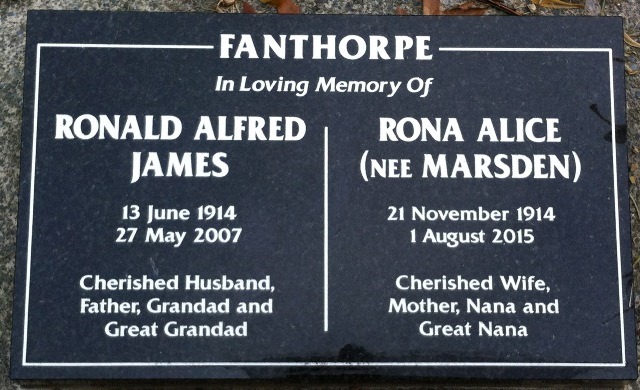 FANTHORPE
In Loving Memory Of
RONALD ALFRED
JAMES
13 June 1914
27 May 2007
Cherished Husband,
Father, Grandad and
Great Grandad
RONA ALICE
(NEE MARSDEN)
21 November 1914
1 August 2015
Cherished Wife,
Mother, Nana and
Great Nana